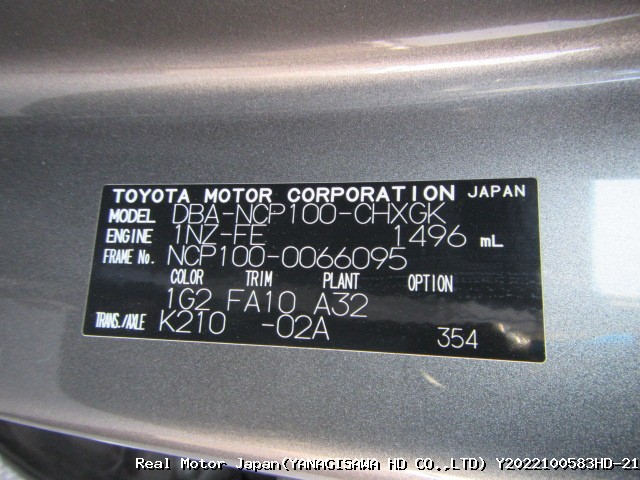 TOYOTA MOTOR CORPORATION JAPAN
MODEL DBA-NCP100-CHXGK
ENGINE 1NZ-FE 1496 mL
FRAME No. NCP100-0066095
COLOR TRIM PLANT OPTION
1G2 FA10 A32
TRANS./AXLE K210 -02A 354
Real Motor Japan(YANAGISAWA HD CO.,LTD) Y2022100583HD-21